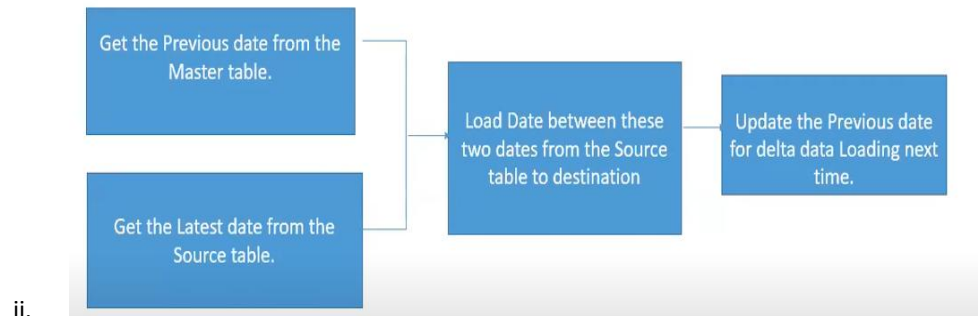 Get the Previous date from the
Master table.
Get the Latest date from the
Source table.
Load Date between these
two dates from the Source
table to destination
Update the Previous date
for delta data Loading next
time.
ii.